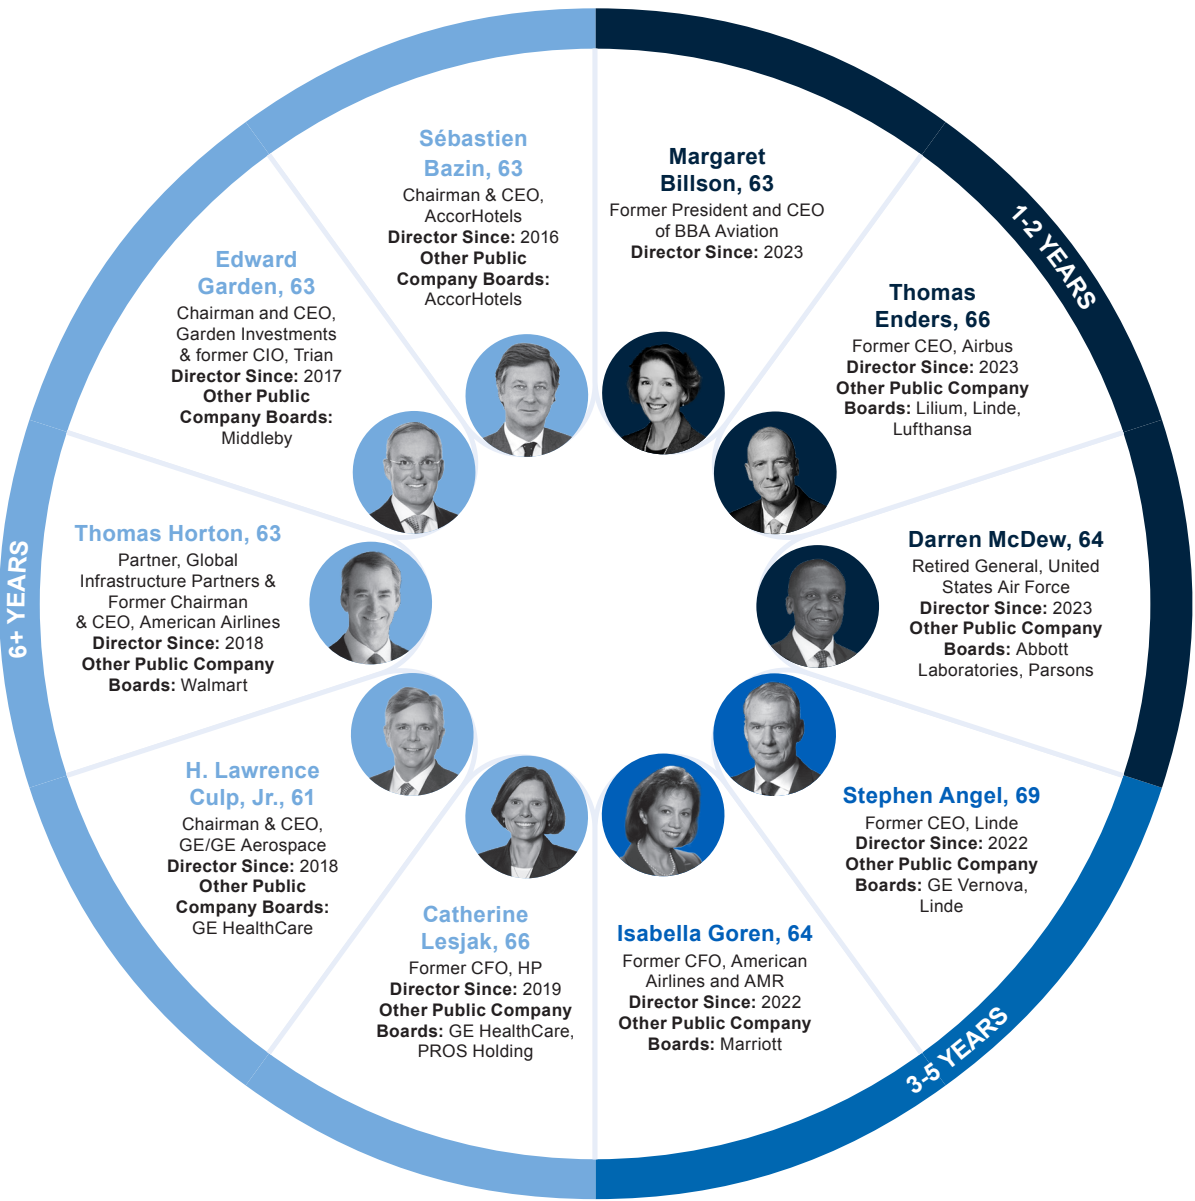 Sébastien
Bazin, 63
Chairman & CEO,
AccorHotels
Director Since: 2016
Other Public
Company Boards:
AccorHotels
Margaret
Billson, 63
Former President and CEO
of BBA Aviation
Director Since: 2023
1-2 YEARS
Thomas
Enders, 66
Former CEO, Airbus
Director Since: 2023
Other Public Company
Boards: Lilium, Linde,
Lufthansa
Darren McDew, 64
Retired General, United
States Air Force
Director Since: 2023
Other Public Company
Boards: Abbott
Laboratories, Parsons
Stephen Angel, 69
Former CEO, Linde
Director Since: 2022
Other Public Company
Boards: GE Vernova,
Linde
3-5 YEARS
Isabella Goren, 64
Former CFO, American
Airlines and AMR
Director Since: 2022
Other Public Company
Boards: Marriott
Catherine
Lesjak, 66
Former CFO, HP
Director Since: 2019
Other Public Company
Boards: GE HealthCare,
PROS Holding
H. Lawrence
Culp, Jr., 61
Chairman & CEO,
GE/GE Aerospace
Director Since: 2018
Other Public
Company Boards:
GE HealthCare
6+ YEARS
Thomas Horton, 63
Partner, Global
Infrastructure Partners &
Former Chairman
& CEO, American Airlines
Director Since: 2018
Other Public Company
Boards: Walmart
Edward
Garden, 63
Chairman and CEO,
Garden Investments
& former CIO, Trian
Director Since: 2017
Other Public
Company Boards:
Middleby